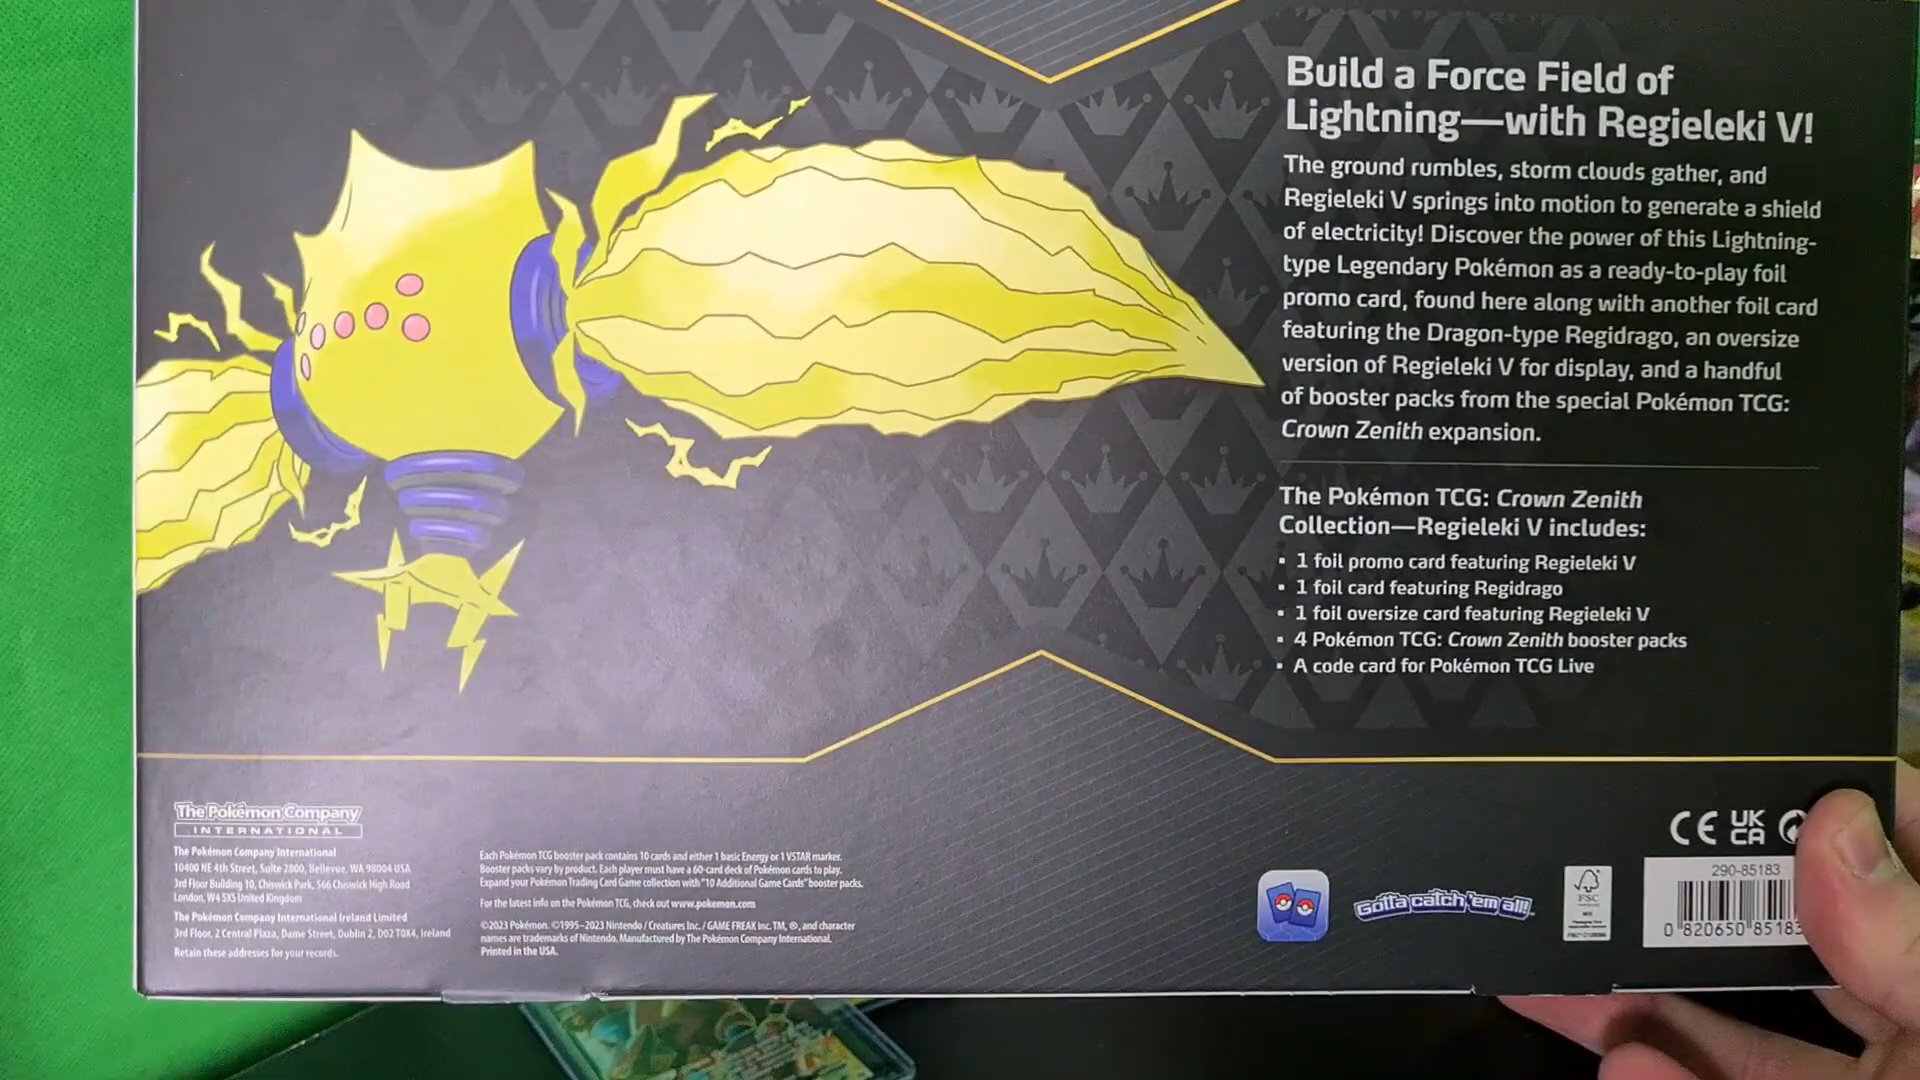 Build a Force Field of
Lightning—with Regieleki V!
The ground rumbles, storm clouds gather, and
Regieleki V springs into motion to generate a shield
of electricity! Discover the power of this Lightning-
type Legendary Pokémon as a ready-to-play foil
promo card, found here along with another foil card
featuring the Dragon-type Regidrago, an oversize
version of Regieleki V for display, and a handful
of booster packs from the special Pokémon TCG:
Crown Zenith expansion.
The Pokémon TCG: Crown Zenith
Collection—Regieleki V includes:
▪ 1 foil promo card featuring Regieleki V
▪ 1 foil card featuring Regidrago
▪ 1 foil oversize card featuring Regieleki V
▪ 4 Pokémon TCG: Crown Zenith booster packs
▪ A code card for Pokémon TCG Live
The Pokémon Company
INTERNATIONAL
The Pokémon Company International
10400 NE 4th Street, Suite 2800, Bellevue, WA 98004 USA
3rd Floor Building 10, Chiswick Park, 566 Chiswick High Road
London, W4 5XS United Kingdom
The Pokémon Company International Ireland Limited
3rd Floor, 2 Central Plaza, Dame Street, Dublin 2, D02 T0X4, Ireland
Retain these addresses for your records.
Each Pokémon TCG booster pack contains 10 cards and either 1 basic Energy or 1 VSTAR marker.
Booster packs vary by product. Each player must have a 60-card deck of Pokémon cards to play.
Expand your Pokémon Trading Card Game collection with "10 Additional Game Cards" booster packs.
For the latest info on the Pokémon TCG, check out www.pokemon.com
©2023 Pokémon. ©1995–2023 Nintendo / Creatures Inc. / GAME FREAK inc. TM, ®, and character
names are trademarks of Nintendo. Manufactured by The Pokémon Company International.
Printed in the USA.
Gotta catch 'em all!
CE UK CA
FSC
MIX
290-85183
0 820650 85183